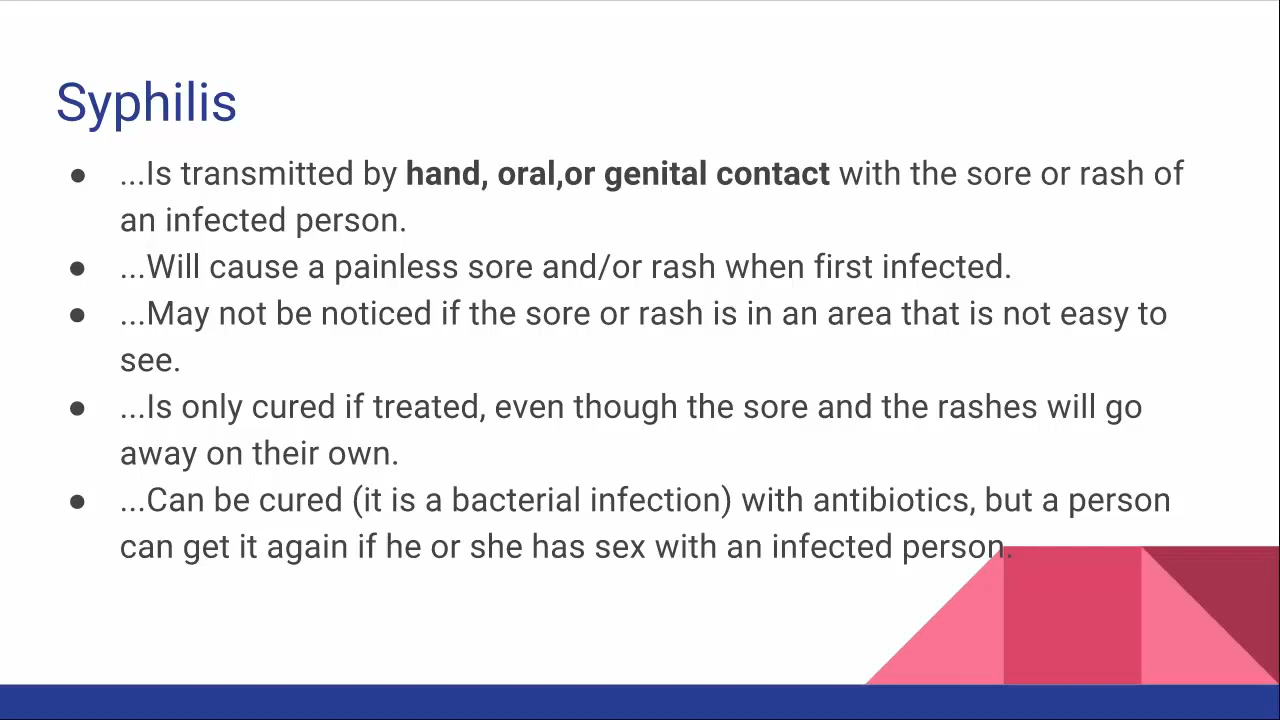 Syphilis
● ...Is transmitted by hand, oral,or genital contact with the sore or rash of
an infected person.
● ...Will cause a painless sore and/or rash when first infected.
● ...May not be noticed if the sore or rash is in an area that is not easy to
see.
● ...Is only cured if treated, even though the sore and the rashes will go
away on their own.
● ...Can be cured (it is a bacterial infection) with antibiotics, but a person
can get it again if he or she has sex with an infected person.